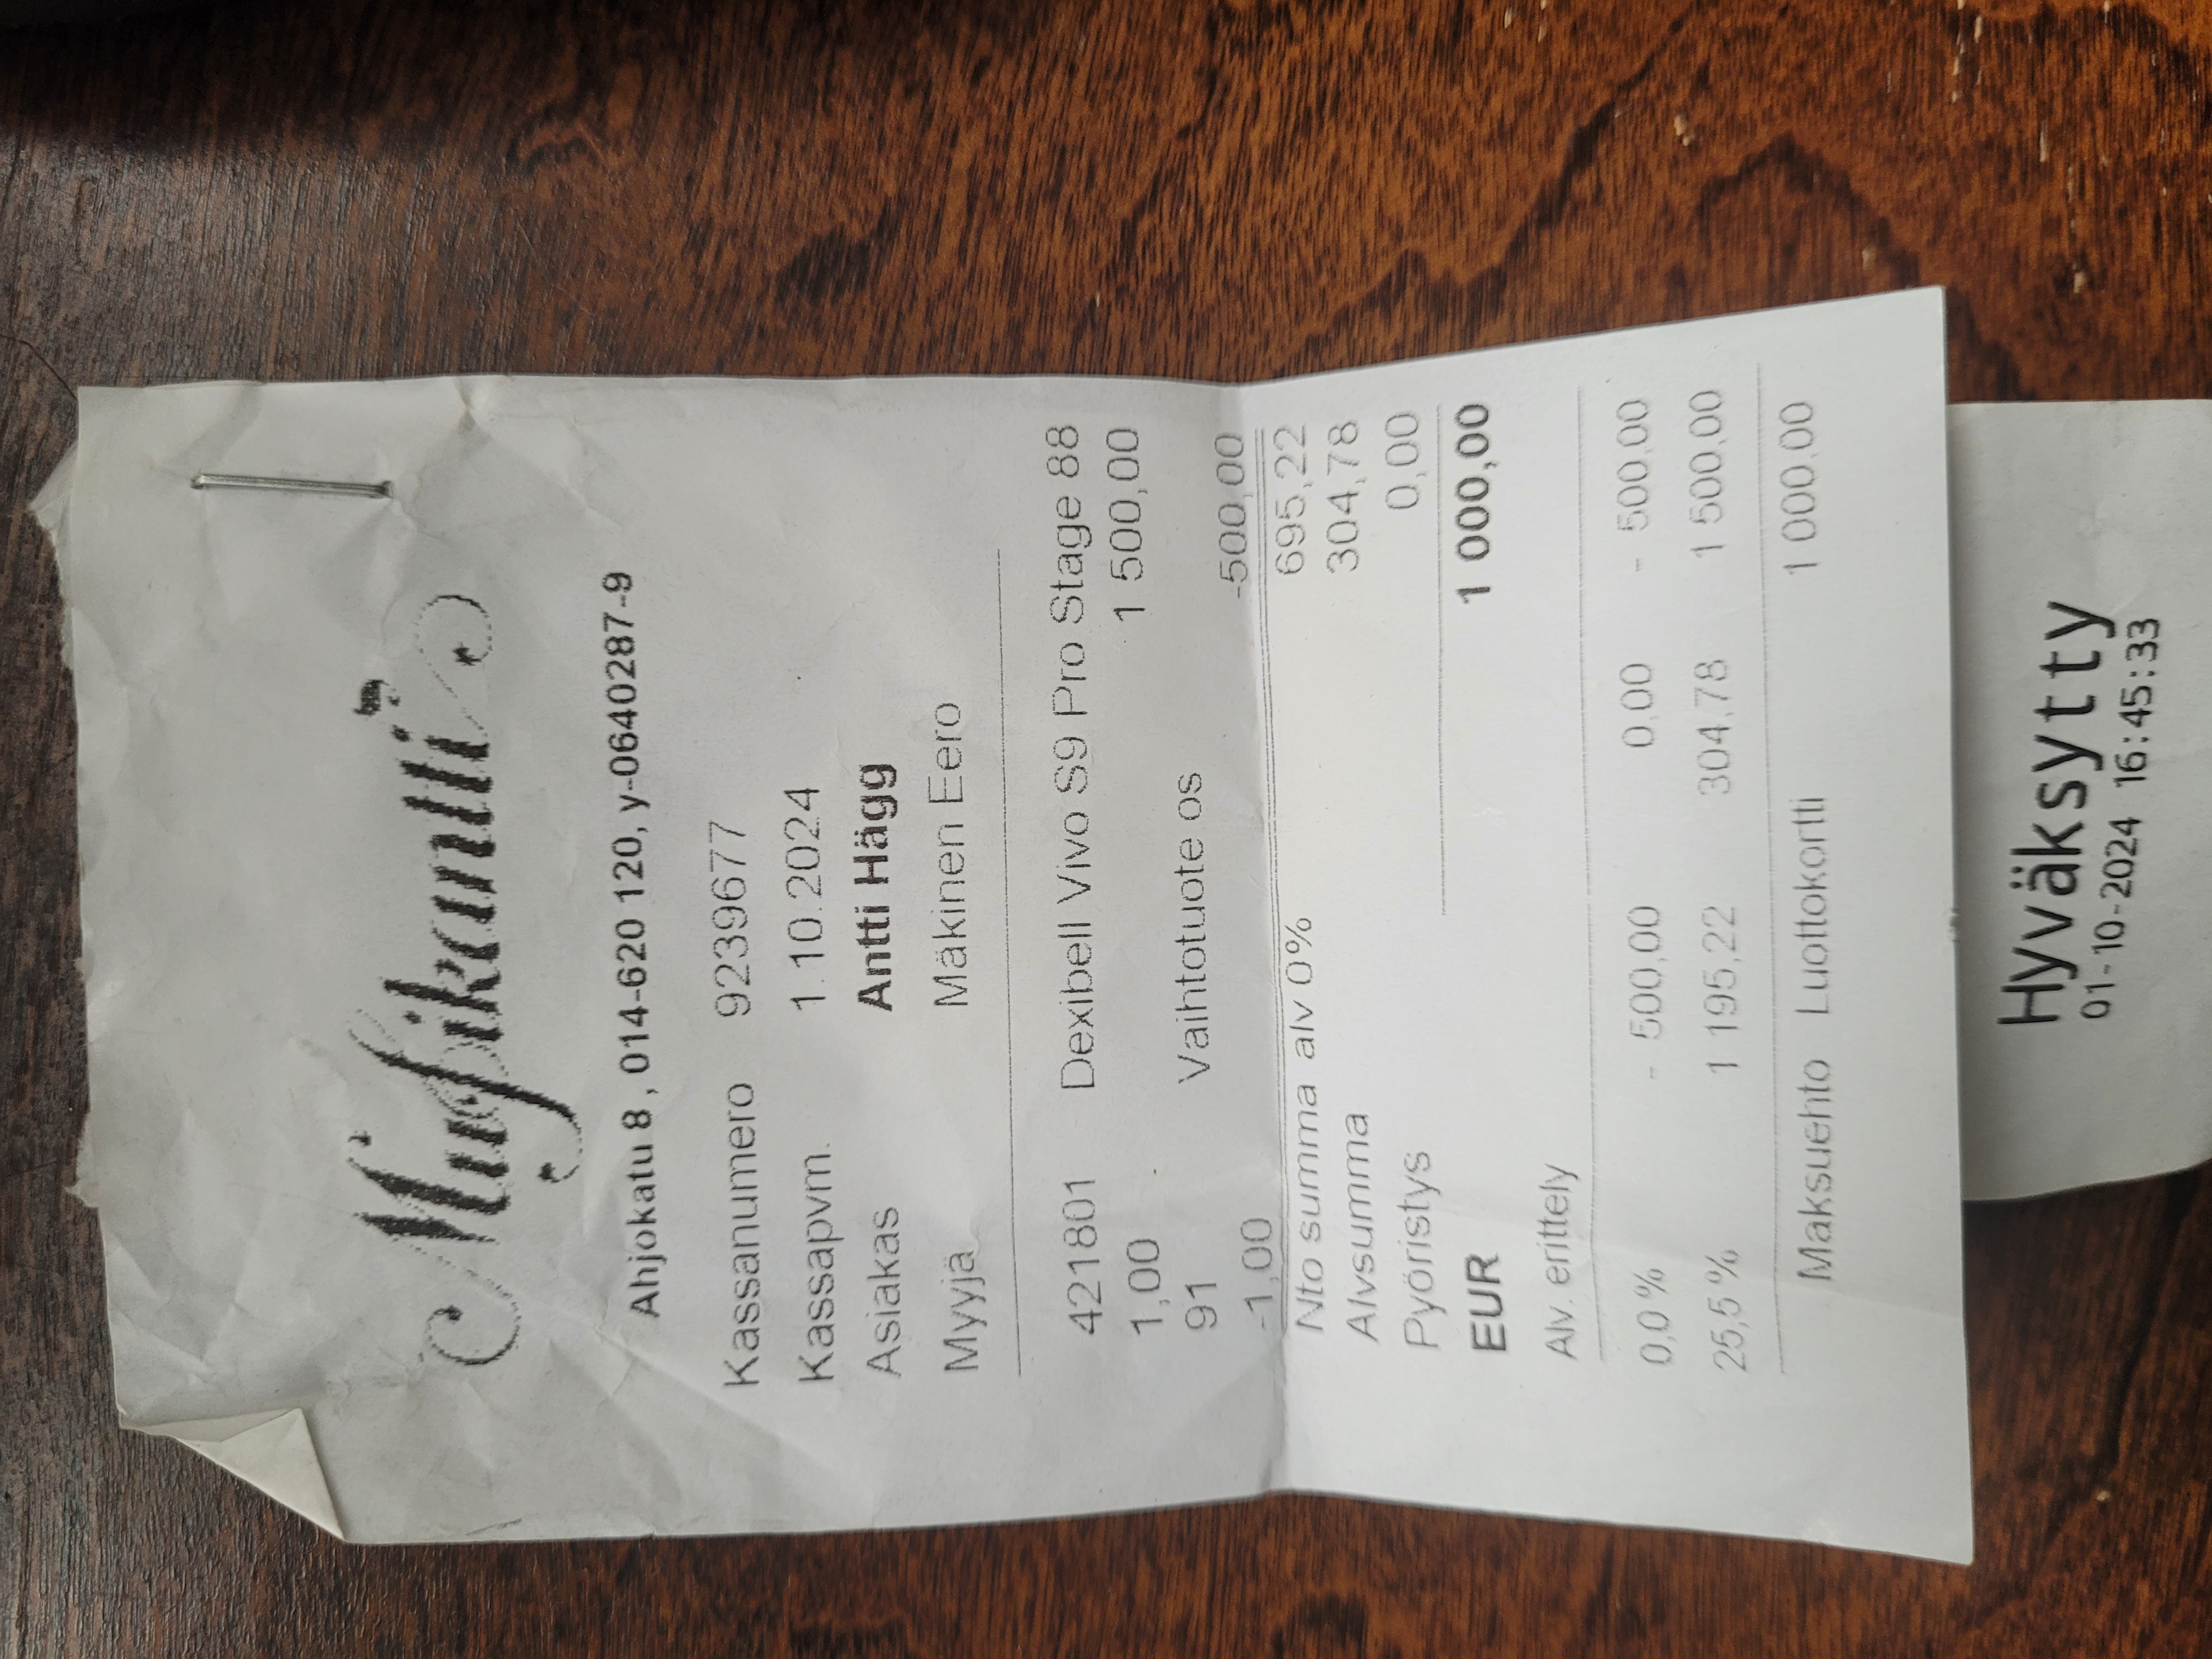 Musikantti
Ahjokatu 8 , 014-620 120, y-0640287-9
Kassanumero 9239677
Kassapvm. 1.10.2024
Asiakas Antti Hägg
Myyjä Mäkinen Eero
4218801 Dexibell Vivo S9 Pro Stage 88
1,00 1 500,00
91 Vaihtotuote os
-1,00 -500,00
Nto summa alv 0% 695,22
Alvsumma 304,78
Pyöristys 0,00
EUR 1 000,00
Alv. erittely
0,0 % - 500,00 0,00 - 500,00
25,5 % 1 195,22 304,78 1 500,00
Maksuehto Luottokortti 1 000,00
Hyväksytty
01-10-2024 16:45:33